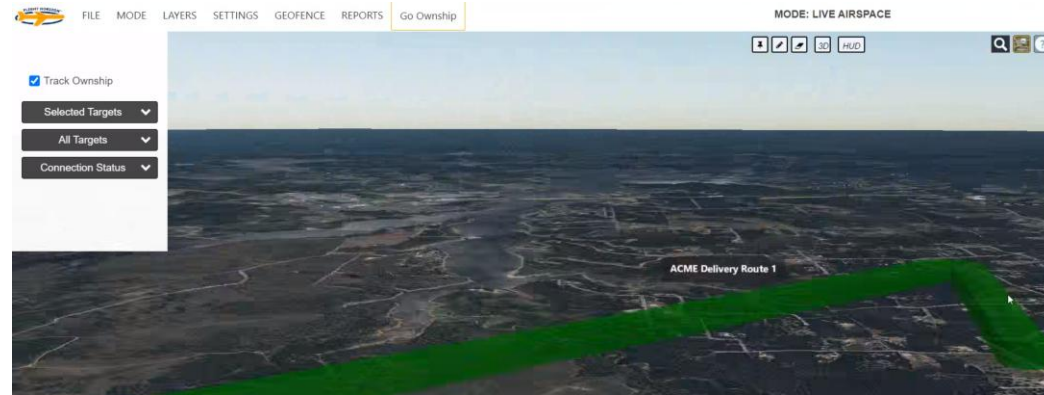 FILE MODE LAYERS SETTINGS GEOFENCE REPORTS Go Ownship MODE: LIVE AIRSPACE
3D HUD ?
Track Ownship
Selected Targets
All Targets
Connection Status
ACME Delivery Route 1